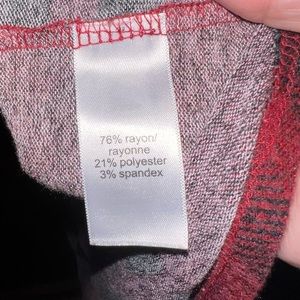 76% rayon/
rayonne
21% polyester
3% spandex